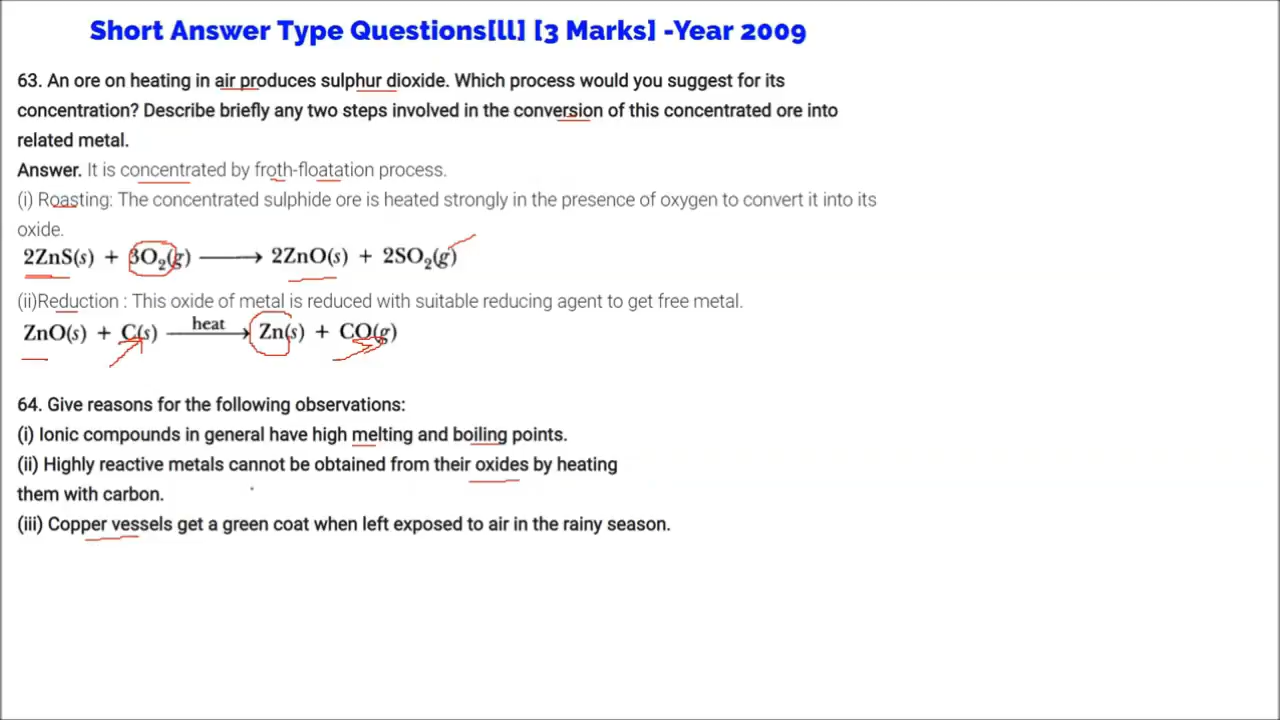 Short Answer Type Questions[ll] [3 Marks] -Year 2009
63. An ore on heating in air produces sulphur dioxide. Which process would you suggest for its
concentration? Describe briefly any two steps involved in the conversion of this concentrated ore into
related metal.
Answer. It is concentrated by froth-floatation process.
(i) Roasting: The concentrated sulphide ore is heated strongly in the presence of oxygen to convert it into its
oxide.
2ZnS(s) + 3O₂(g) ⟶ 2ZnO(s) + 2SO₂(g)
(ii)Reduction : This oxide of metal is reduced with suitable reducing agent to get free metal.
ZnO(s) + C(s) heat⟶ Zn(s) + CO(g)
64. Give reasons for the following observations:
(i) Ionic compounds in general have high melting and boiling points.
(ii) Highly reactive metals cannot be obtained from their oxides by heating
them with carbon.
(iii) Copper vessels get a green coat when left exposed to air in the rainy season.